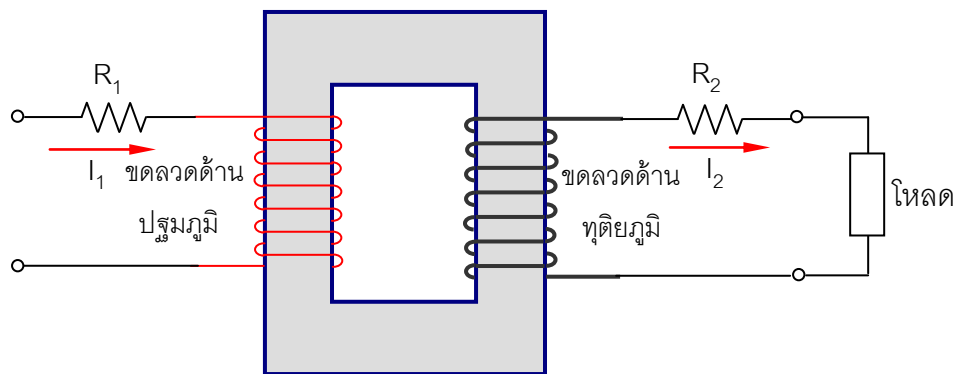 R₁
I₁
ขดลวดด้าน
ปฐมภูมิ
R₂
I₂
ขดลวดด้าน
ทุติยภูมิ
โหลด